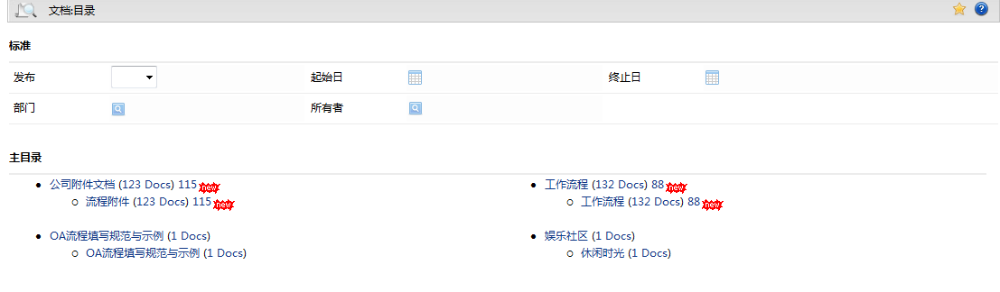 文档:目录
标准
发布 起始日 终止日
部门 所有者
主目录
公司附件文档 (123 Docs) 115 new
流程附件 (123 Docs) 115 new
OA流程填写规范与示例 (1 Docs)
OA流程填写规范与示例 (1 Docs)
工作流程 (132 Docs) 88 new
工作流程 (132 Docs) 88 new
娱乐社区 (1 Docs)
休闲时光 (1 Docs)